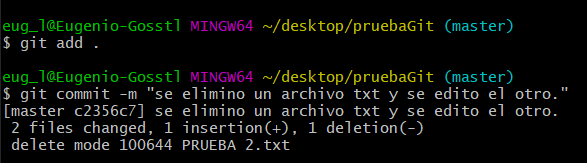 eug_l@Eugenio-Gosstl MINGW64 ~/desktop/pruebaGit (master)
$ git add .
eug_l@Eugenio-Gosstl MINGW64 ~/desktop/pruebaGit (master)
$ git commit -m "se elimino un archivo txt y se edito el otro."
[master c2356c7] se elimino un archivo txt y se edito el otro.
 2 files changed, 1 insertion(+), 1 deletion(-)
 delete mode 100644 PRUEBA 2.txt